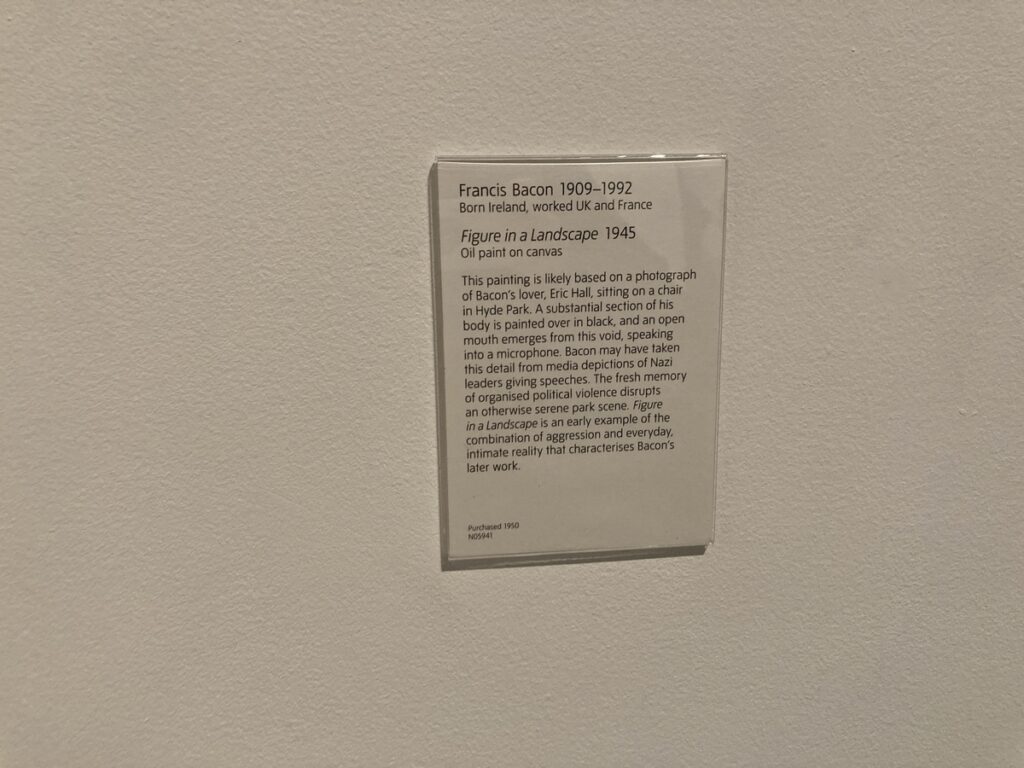 Francis Bacon 1909–1992
Born Ireland, worked UK and France
Figure in a Landscape 1945
Oil paint on canvas
This painting is likely based on a photograph
of Bacon's lover, Eric Hall, sitting on a chair
in Hyde Park. A substantial section of his
body is painted over in black, and an open
mouth emerges from this void, speaking
into a microphone. Bacon may have taken
this detail from media depictions of Nazi
leaders giving speeches. The fresh memory
of organised political violence disrupts
an otherwise serene park scene. Figure
in a Landscape is an early example of the
combination of aggression and everyday,
intimate reality that characterises Bacon's
later work.
Purchased 1950
N05941